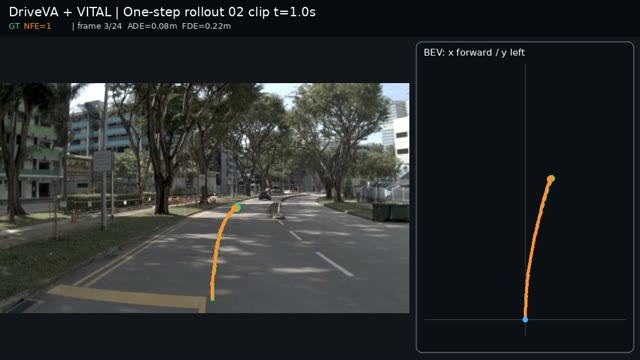 DriveVA + VITAL | One-step rollout 02 clip t=1.0s
GT NFE=1 | frame 3/24 ADE=0.08m FDE=0.22m
BEV: x forward / y left